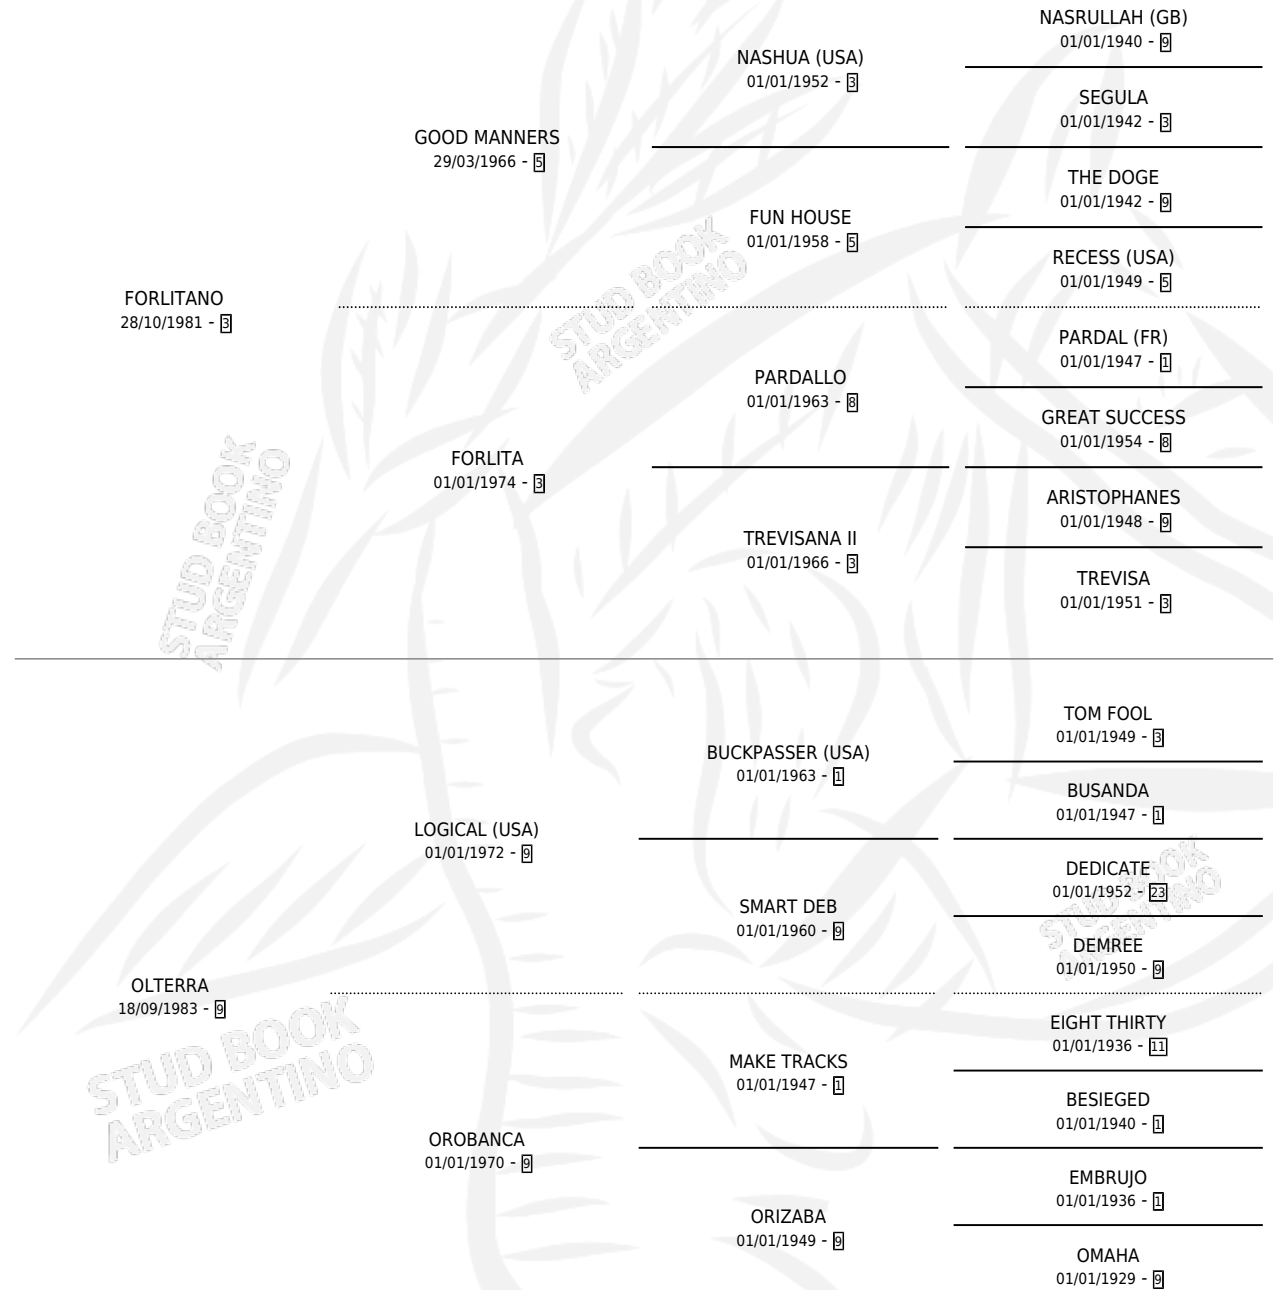 NASRULLAH (GB)
01/01/1940 - 9
NASHUA (USA)
01/01/1952 - 3
SEGULA
01/01/1942 - 3
GOOD MANNERS
29/03/1966 - 5
THE DOGE
01/01/1942 - 9
FUN HOUSE
01/01/1958 - 5
RECESS (USA)
01/01/1949 - 5
FORLITANO
28/10/1981 - 3
PARDAL (FR)
01/01/1947 - 1
PARDALLO
01/01/1963 - 8
GREAT SUCCESS
01/01/1954 - 8
FORLITA
01/01/1974 - 3
ARISTOPHANES
01/01/1948 - 9
TREVISANA II
01/01/1966 - 3
TREVISA
01/01/1951 - 3
TOM FOOL
01/01/1949 - 3
BUCKPASSER (USA)
01/01/1963 - 1
BUSANDA
01/01/1947 - 1
LOGICAL (USA)
01/01/1972 - 9
DEDICATE
01/01/1952 - 23
SMART DEB
01/01/1960 - 9
DEMREE
01/01/1950 - 9
OLTERRA
18/09/1983 - 9
EIGHT THIRTY
01/01/1936 - 11
MAKE TRACKS
01/01/1947 - 1
BESIEGED
01/01/1940 - 1
OROBANCA
01/01/1970 - 9
EMBRUJO
01/01/1936 - 1
ORIZABA
01/01/1949 - 9
OMAHA
01/01/1929 - 9
STUD BOOK
ARGENTINO
STUD BOOK
ARGENTINO
STUD BOOK
ARGENTINO
STUD BOOK
ARGENTINO